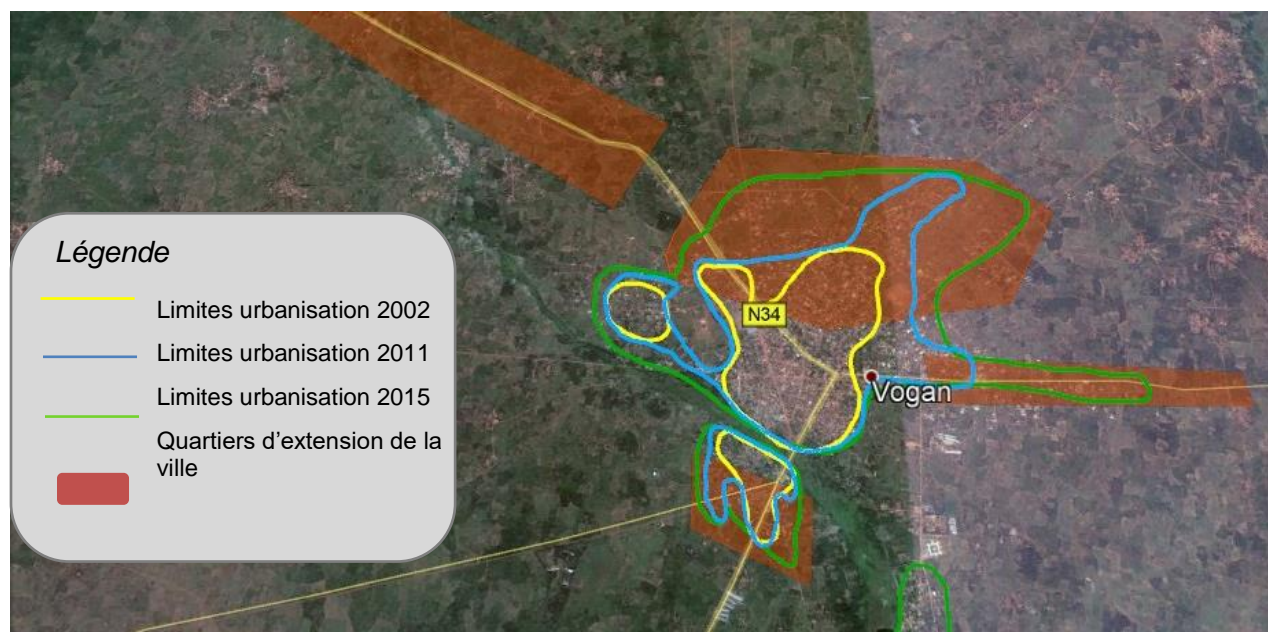 Légende
Limites urbanisation 2002
Limites urbanisation 2011
Limites urbanisation 2015
Quartiers d'extension de la
ville
N34
Vogan